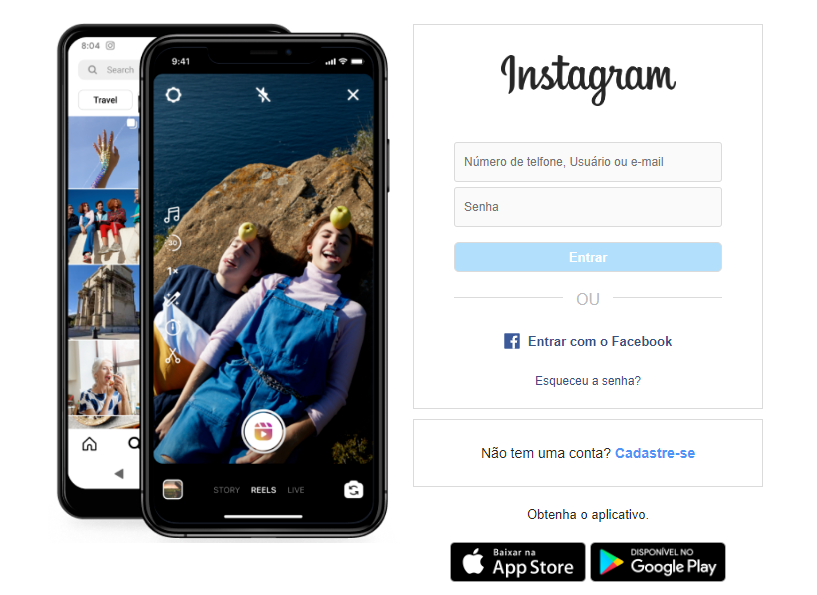 8:04
Search
Travel
9:41
30
1×
STORY REELS LIVE
Instagram
Número de telfone, Usuário ou e-mail
Senha
Entrar
OU
Entrar com o Facebook
Esqueceu a senha?
Não tem uma conta? Cadastre-se
Obtenha o aplicativo.
Baixar na
App Store
DISPONÍVEL NO
Google Play